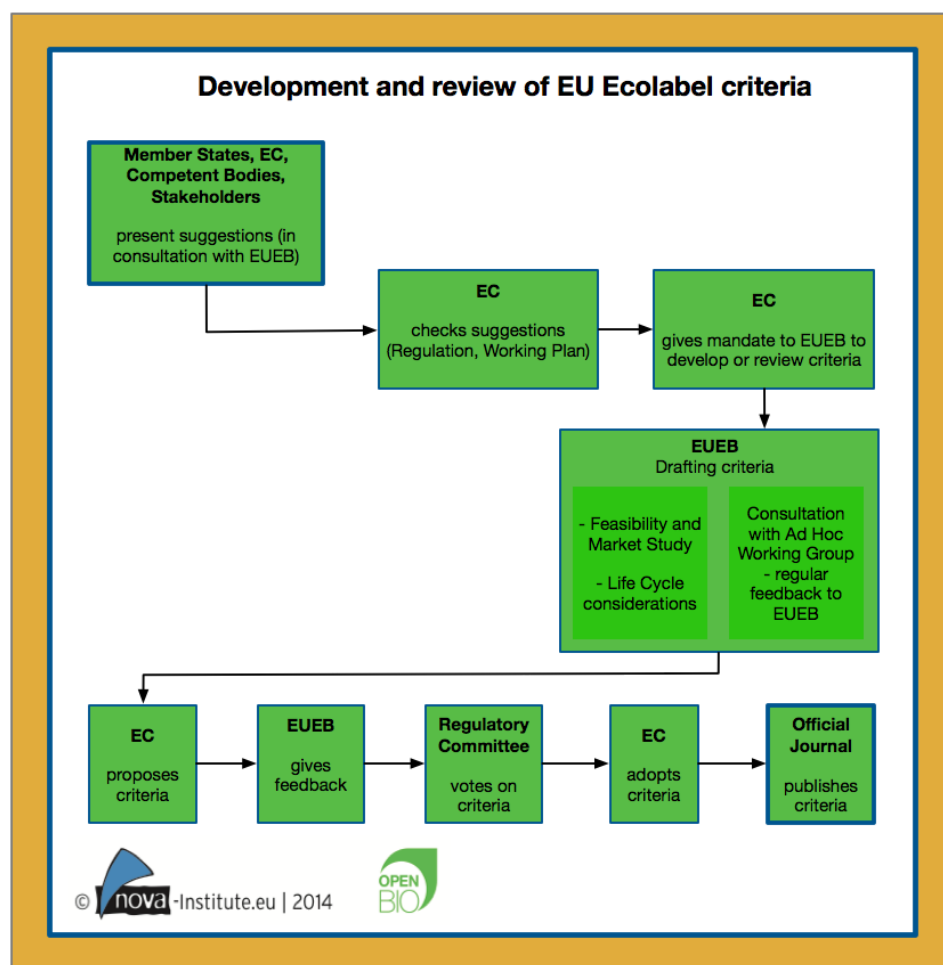 Development and review of EU Ecolabel criteria
Member States, EC,
Competent Bodies,
Stakeholders
present suggestions (in
consultation with EUEB)
EC
checks suggestions
(Regulation, Working Plan)
EC
gives mandate to EUEB to
develop or review criteria
EUEB
Drafting criteria
- Feasibility and
Market Study
- Life Cycle
considerations
Consultation
with Ad Hoc
Working Group
- regular
feedback to
EUEB
EC
proposes
criteria
EUEB
gives
feedback
Regulatory
Committee
votes on
criteria
EC
adopts
criteria
Official
Journal
publishes
criteria
© nova-Institute.eu | 2014
OPEN
BIO